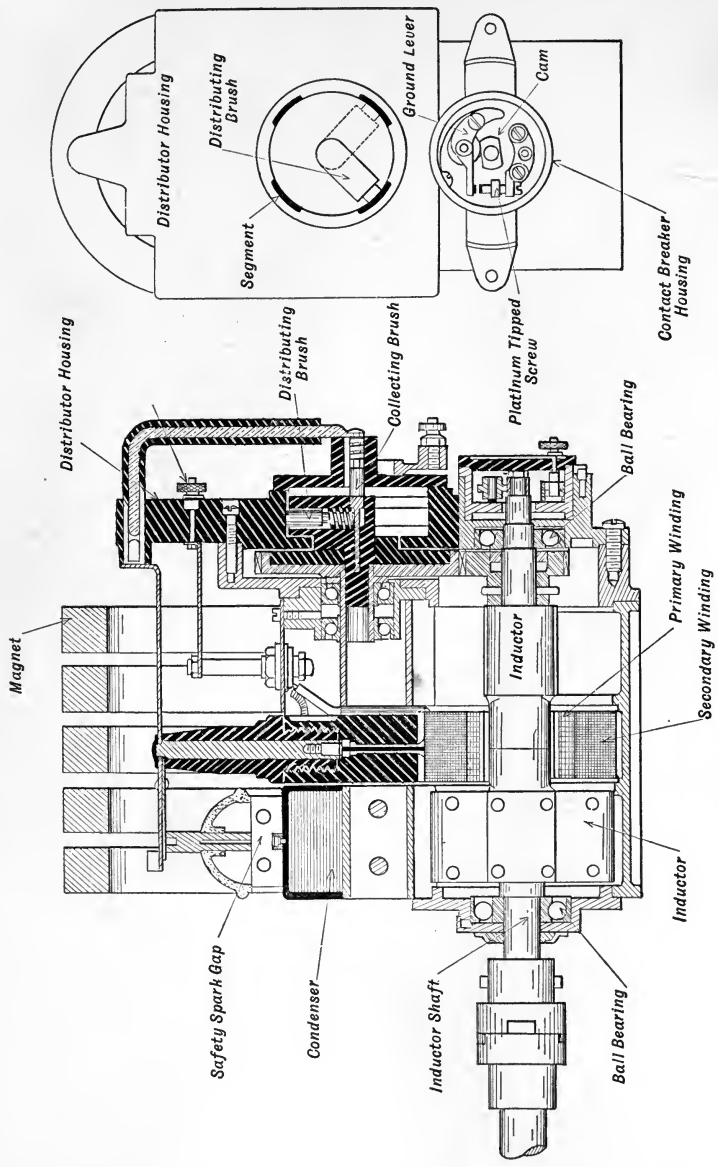 Magnet
Distributor Housing
Distributing
Brush
Collecting Brush
Ball Bearing
Primary Winding
Secondary Winding
Inductor
Inductor
Safety Spark Gap
Condenser
Inductor Shaft
Ball Bearing
Distributor Housing
Segment
Distributing
Brush
Ground Lever
Cam
Platinum Tipped
Screw
Contact Breaker
Housing